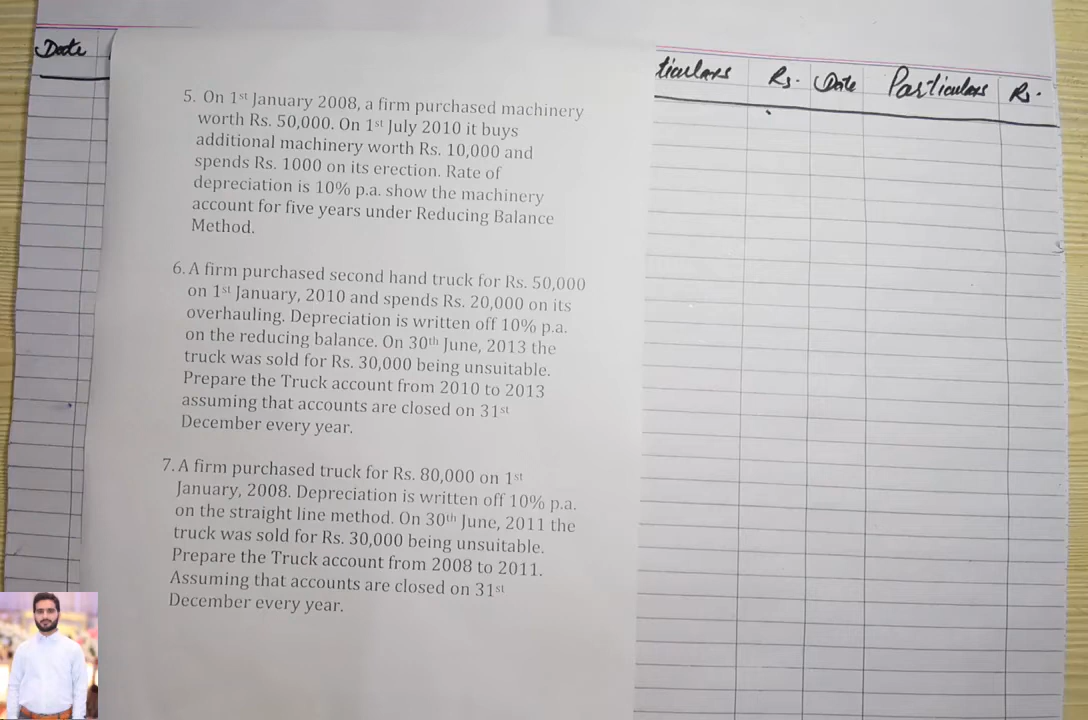 Date
ticulars Rs. Date Particulars Rs.
5. On 1st January 2008, a firm purchased machinery
worth Rs. 50,000. On 1st July 2010 it buys
additional machinery worth Rs. 10,000 and
spends Rs. 1000 on its erection. Rate of
depreciation is 10% p.a. show the machinery
account for five years under Reducing Balance
Method.
6. A firm purchased second hand truck for Rs. 50,000
on 1st January, 2010 and spends Rs. 20,000 on its
overhauling. Depreciation is written off 10% p.a.
on the reducing balance. On 30th June, 2013 the
truck was sold for Rs. 30,000 being unsuitable.
Prepare the Truck account from 2010 to 2013
assuming that accounts are closed on 31st
December every year.
7. A firm purchased truck for Rs. 80,000 on 1st
January, 2008. Depreciation is written off 10% p.a.
on the straight line method. On 30th June, 2011 the
truck was sold for Rs. 30,000 being unsuitable.
Prepare the Truck account from 2008 to 2011.
Assuming that accounts are closed on 31st
December every year.